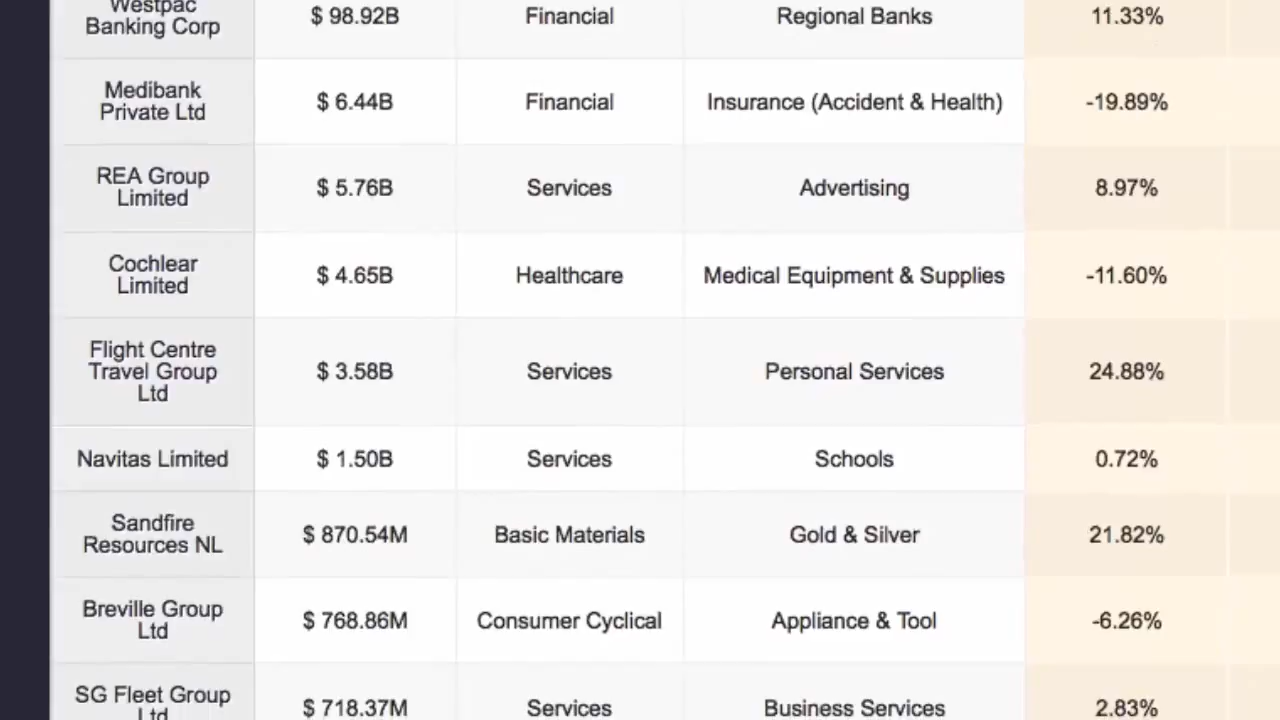 Westpac
Banking Corp
$ 98.92B
Financial
Regional Banks
11.33%
Medibank
Private Ltd
$ 6.44B
Financial
Insurance (Accident & Health)
-19.89%
REA Group
Limited
$ 5.76B
Services
Advertising
8.97%
Cochlear
Limited
$ 4.65B
Healthcare
Medical Equipment & Supplies
-11.60%
Flight Centre
Travel Group
Ltd
$ 3.58B
Services
Personal Services
24.88%
Navitas Limited
$ 1.50B
Services
Schools
0.72%
Sandfire
Resources NL
$ 870.54M
Basic Materials
Gold & Silver
21.82%
Breville Group
Ltd
$ 768.86M
Consumer Cyclical
Appliance & Tool
-6.26%
SG Fleet Group
Ltd
$ 718.37M
Services
Business Services
2.83%